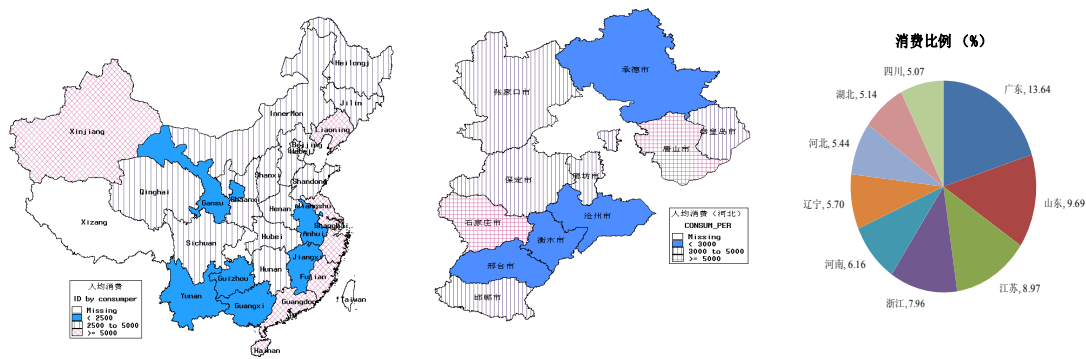 Heilongj
Jilin
InnerMon
Liaoning
Xinjiang
Beijing
Hebei
Shanxi
Shandong
Qinghai
Gansu
Shaanx
Henan
Jiangsu
Shanghai
Anhui
Xizang
Sichuan
Hubei
Jiangxi
Hunan
Guizhou
Fujian
Yunan
Guangxi
Guangdon
Taiwan
Hainan
人均消费
ID by consumper
Missing
< 2500
2500 to 5000
>= 5000
承德市
张家口市
秦皇岛市
唐山市
保定市
廊坊市
石家庄市
沧州市
衡水市
邢台市
邯郸市
人均消费（河北）
CONSUM_PER
Missing
< 3000
3000 to 5000
>= 5000
消费比例 （%）
四川, 5.07
广东, 13.64
湖北, 5.14
河北, 5.44
山东, 9.69
辽宁, 5.70
河南, 6.16
江苏, 8.97
浙江, 7.96